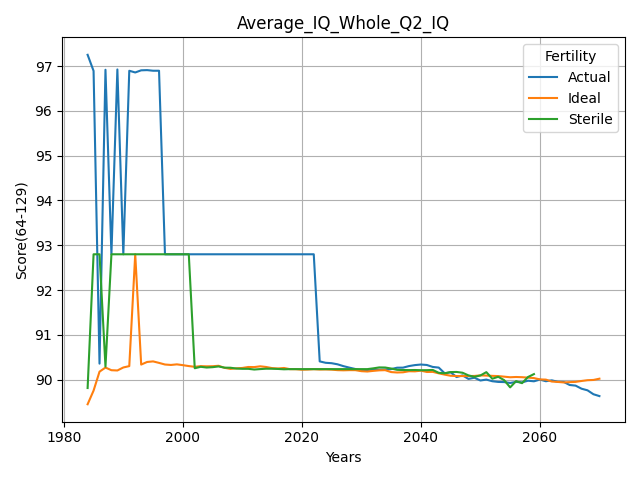 Average_IQ_Whole_Q2_IQ
Score(64-129)
97
96
95
94
93
92
91
90
Fertility
Actual
Ideal
Sterile
1980
2000
2020
2040
2060
Years